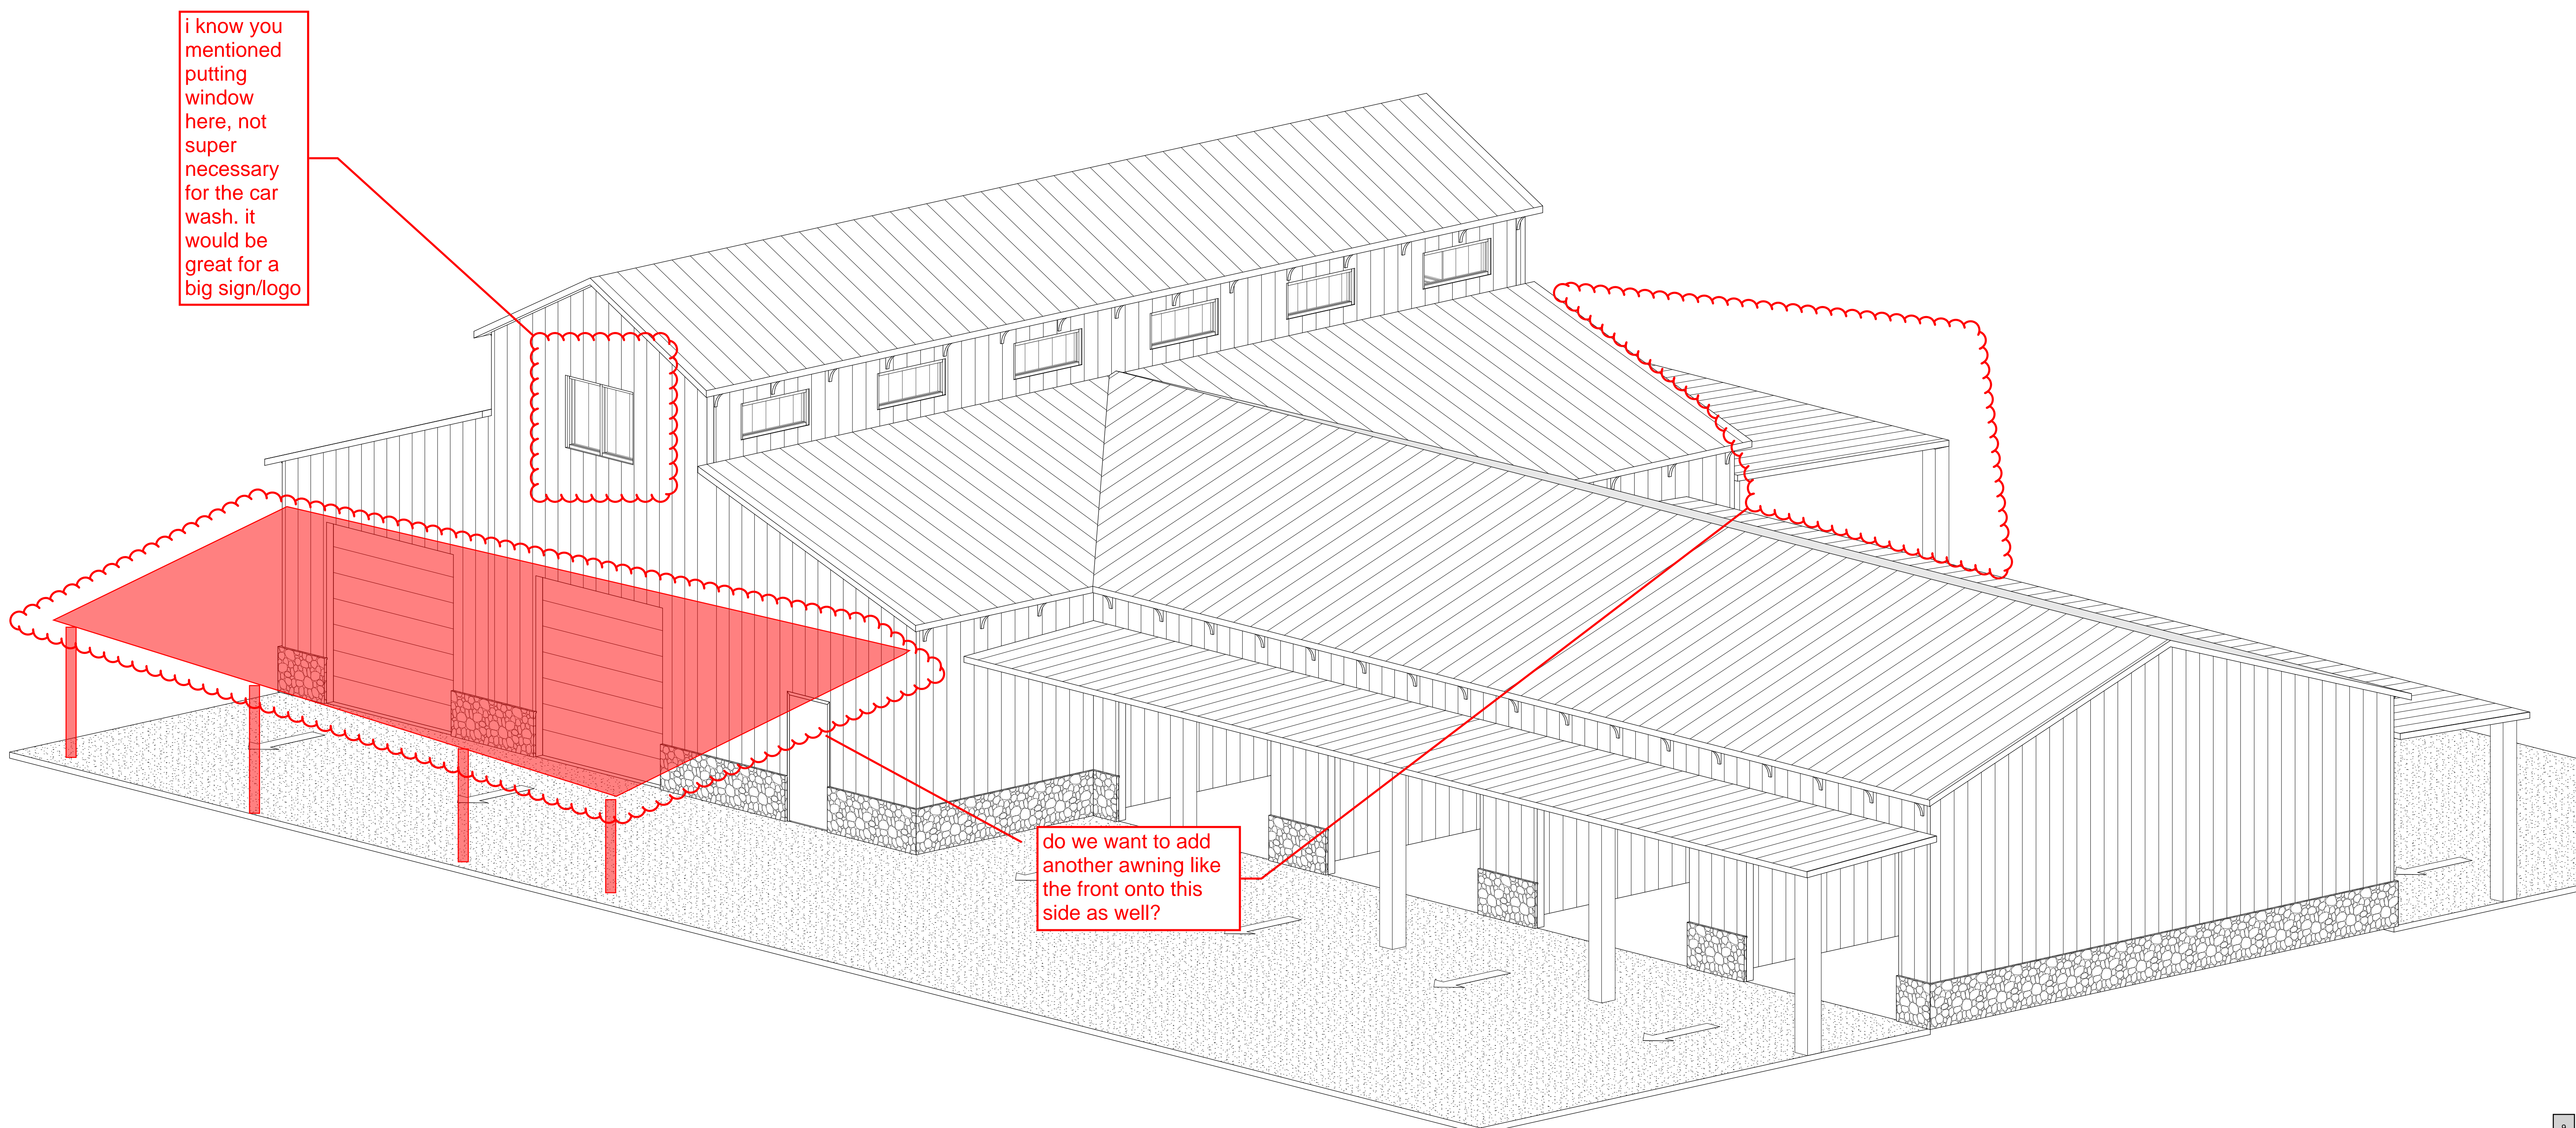 i know you
mentioned
putting
window
here, not
super
necessary
for the car
wash. it
would be
great for a
big sign/logo
do we want to add
another awning like
the front onto this
side as well?